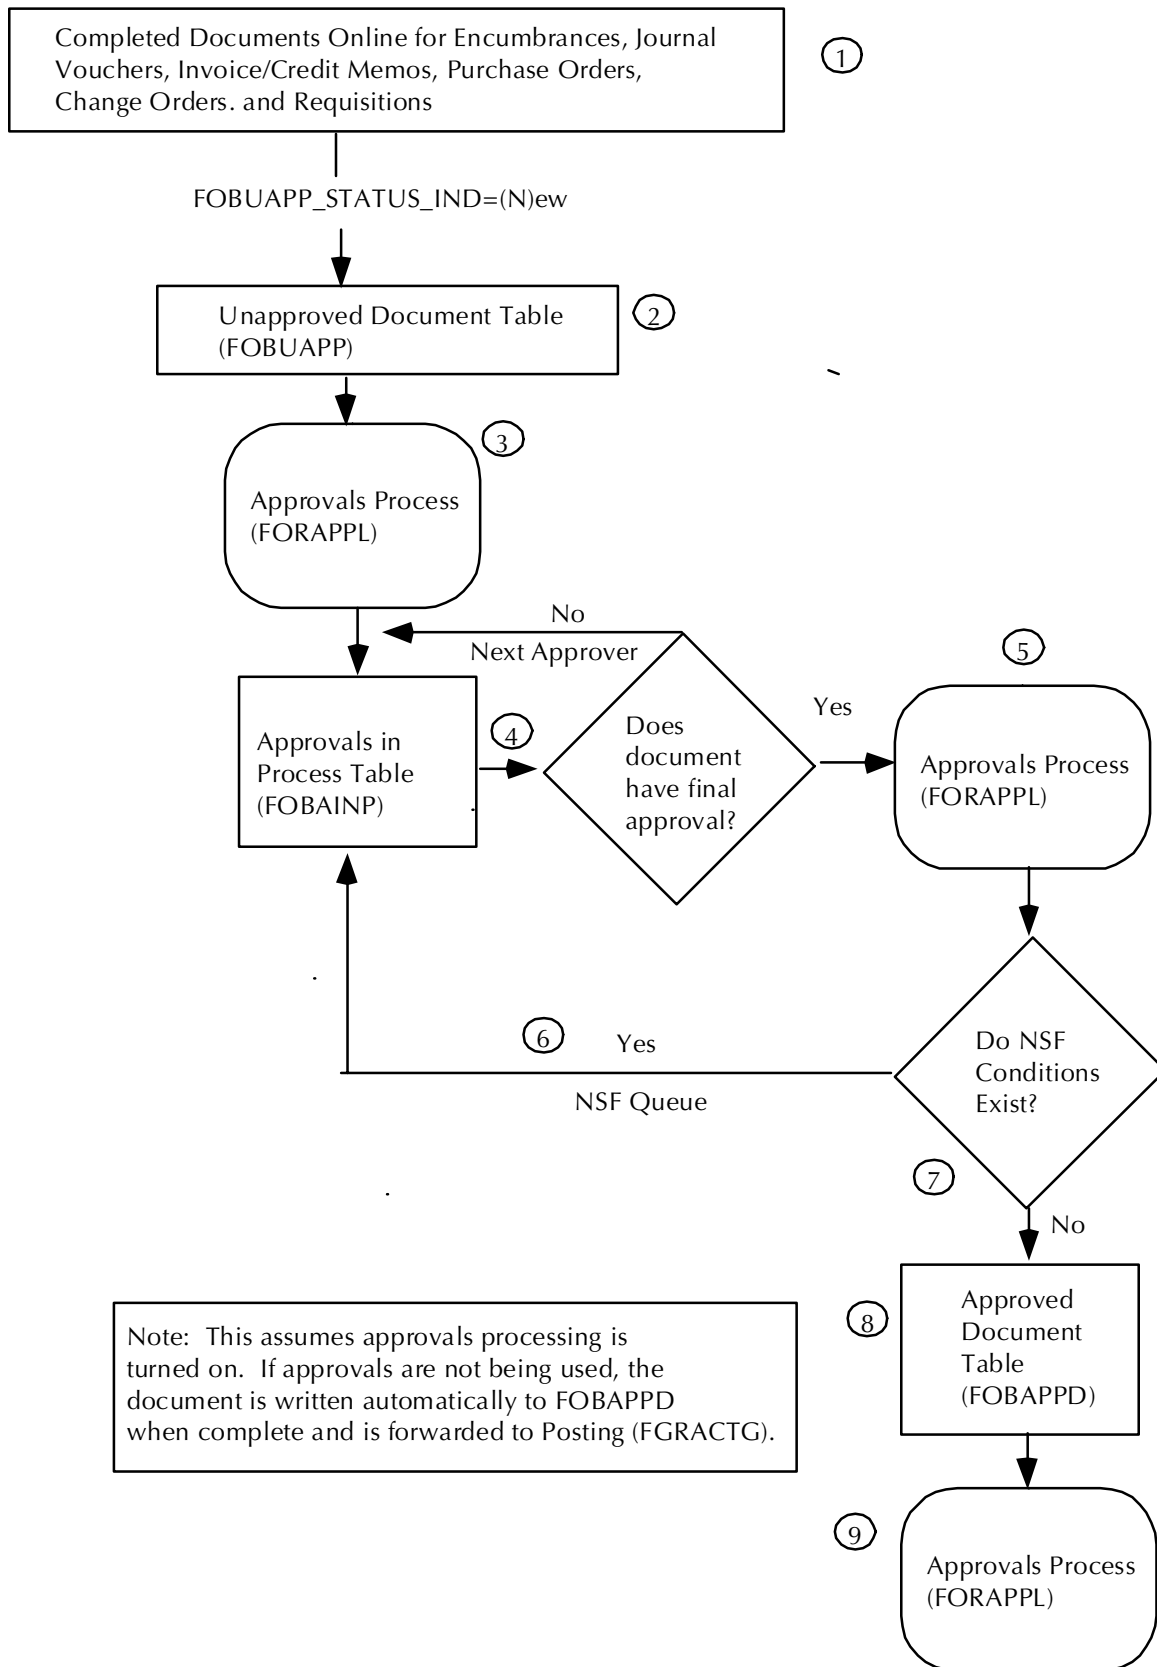 Completed Documents Online for Encumbrances, Journal
Vouchers, Invoice/Credit Memos, Purchase Orders,
Change Orders. and Requisitions
1
FOBUAPP_STATUS_IND=(N)ew
Unapproved Document Table
(FOBUAPP)
2
3
Approvals Process
(FORAPPL)
No
Next Approver
5
Yes
4
Approvals in
Process Table
(FOBAINP)
Does
document
have final
approval?
Approvals Process
(FORAPPL)
6
Yes
NSF Queue
Do NSF
Conditions
Exist?
7
No
8
Approved
Document
Table
(FOBAPPD)
Note: This assumes approvals processing is
turned on. If approvals are not being used, the
document is written automatically to FOBAPPD
when complete and is forwarded to Posting (FGRACTG).
9
Approvals Process
(FORAPPL)